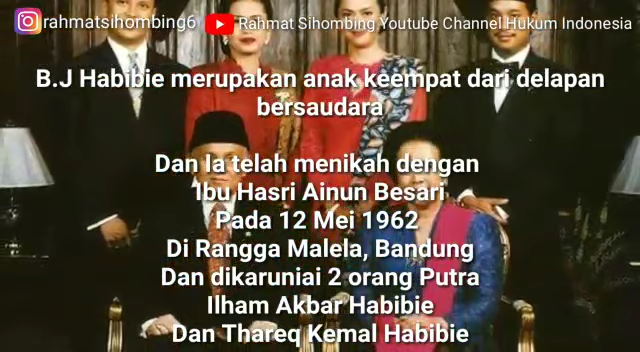 rahmatsihombing6 Rahmat Sihombing Youtube Channel Hukum Indonesia
B.J Habibie merupakan anak keempat dari delapan
bersaudara
Dan Ia telah menikah dengan
Ibu Hasri Ainun Besari
Pada 12 Mei 1962
Di Rangga Malela, Bandung
Dan dikaruniai 2 orang Putra
Ilham Akbar Habibie
Dan Thareq Kemal Habibie